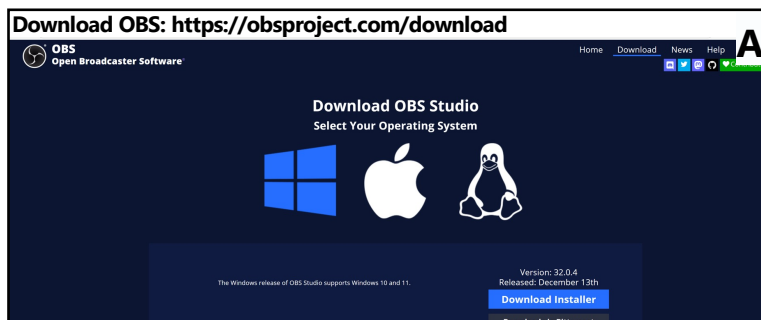 Download OBS: https://obsproject.com/download
A
OBS
Open Broadcaster Software
Home Download News Help
Download OBS Studio
Select Your Operating System
The Windows release of OBS Studio supports Windows 10 and 11.
Version: 32.0.4
Released: December 13th
Download Installer